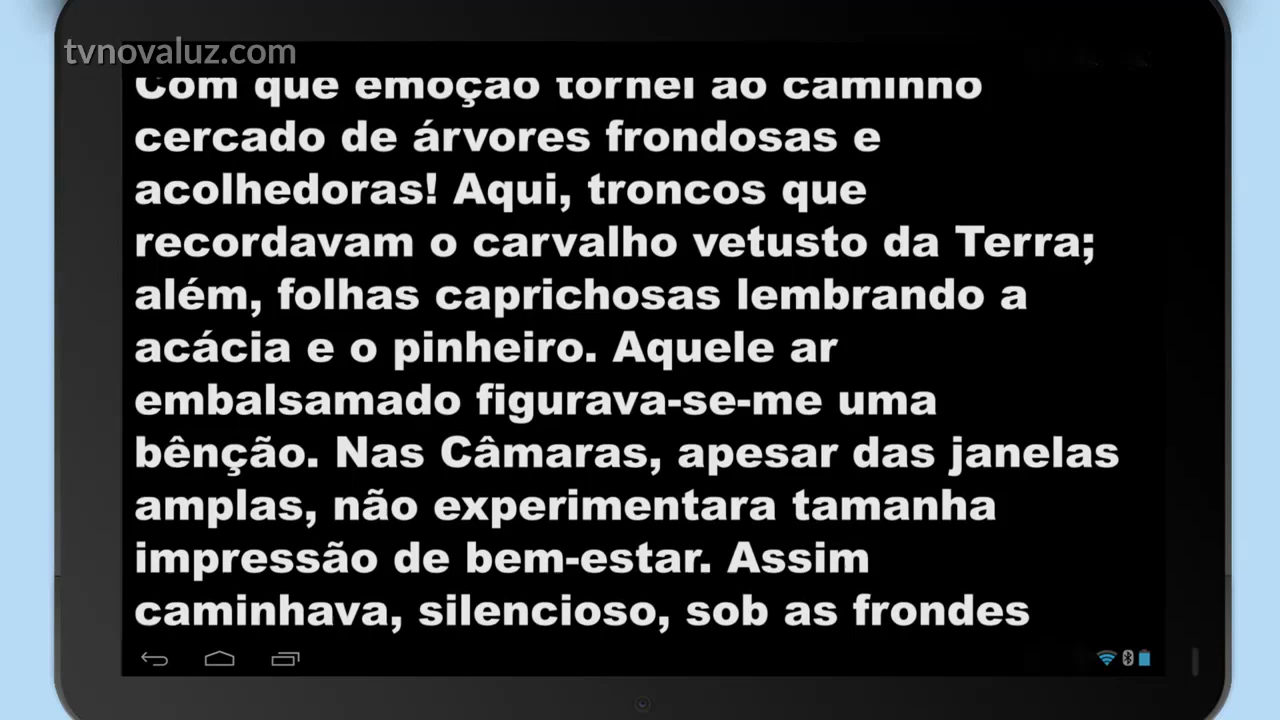 tvnovaluz.com
Com que emoção tornei ao caminho
cercado de árvores frondosas e
acolhedoras! Aqui, troncos que
recordavam o carvalho vetusto da Terra;
além, folhas caprichosas lembrando a
acácia e o pinheiro. Aquele ar
embalsamado figurava-se-me uma
bênção. Nas Câmaras, apesar das janelas
amplas, não experimentara tamanha
impressão de bem-estar. Assim
caminhava, silencioso, sob as frondes